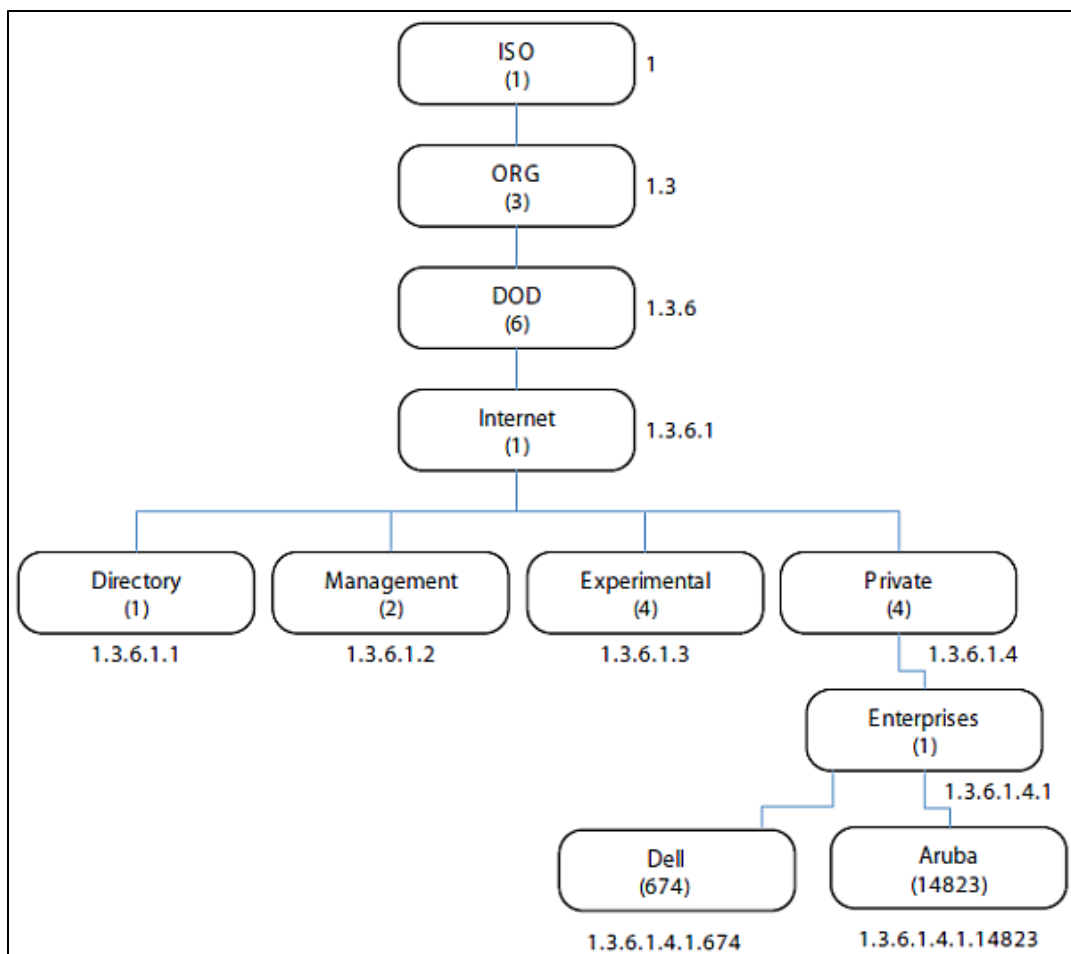 ISO
(1)
1
ORG
(3)
1.3
DOD
(6)
1.3.6
Internet
(1)
1.3.6.1
Directory
(1)
1.3.6.1.1
Management
(2)
1.3.6.1.2
Experimental
(4)
1.3.6.1.3
Private
(4)
1.3.6.1.4
Enterprises
(1)
1.3.6.1.4.1
Dell
(674)
1.3.6.1.4.1.674
Aruba
(14823)
1.3.6.1.4.1.14823